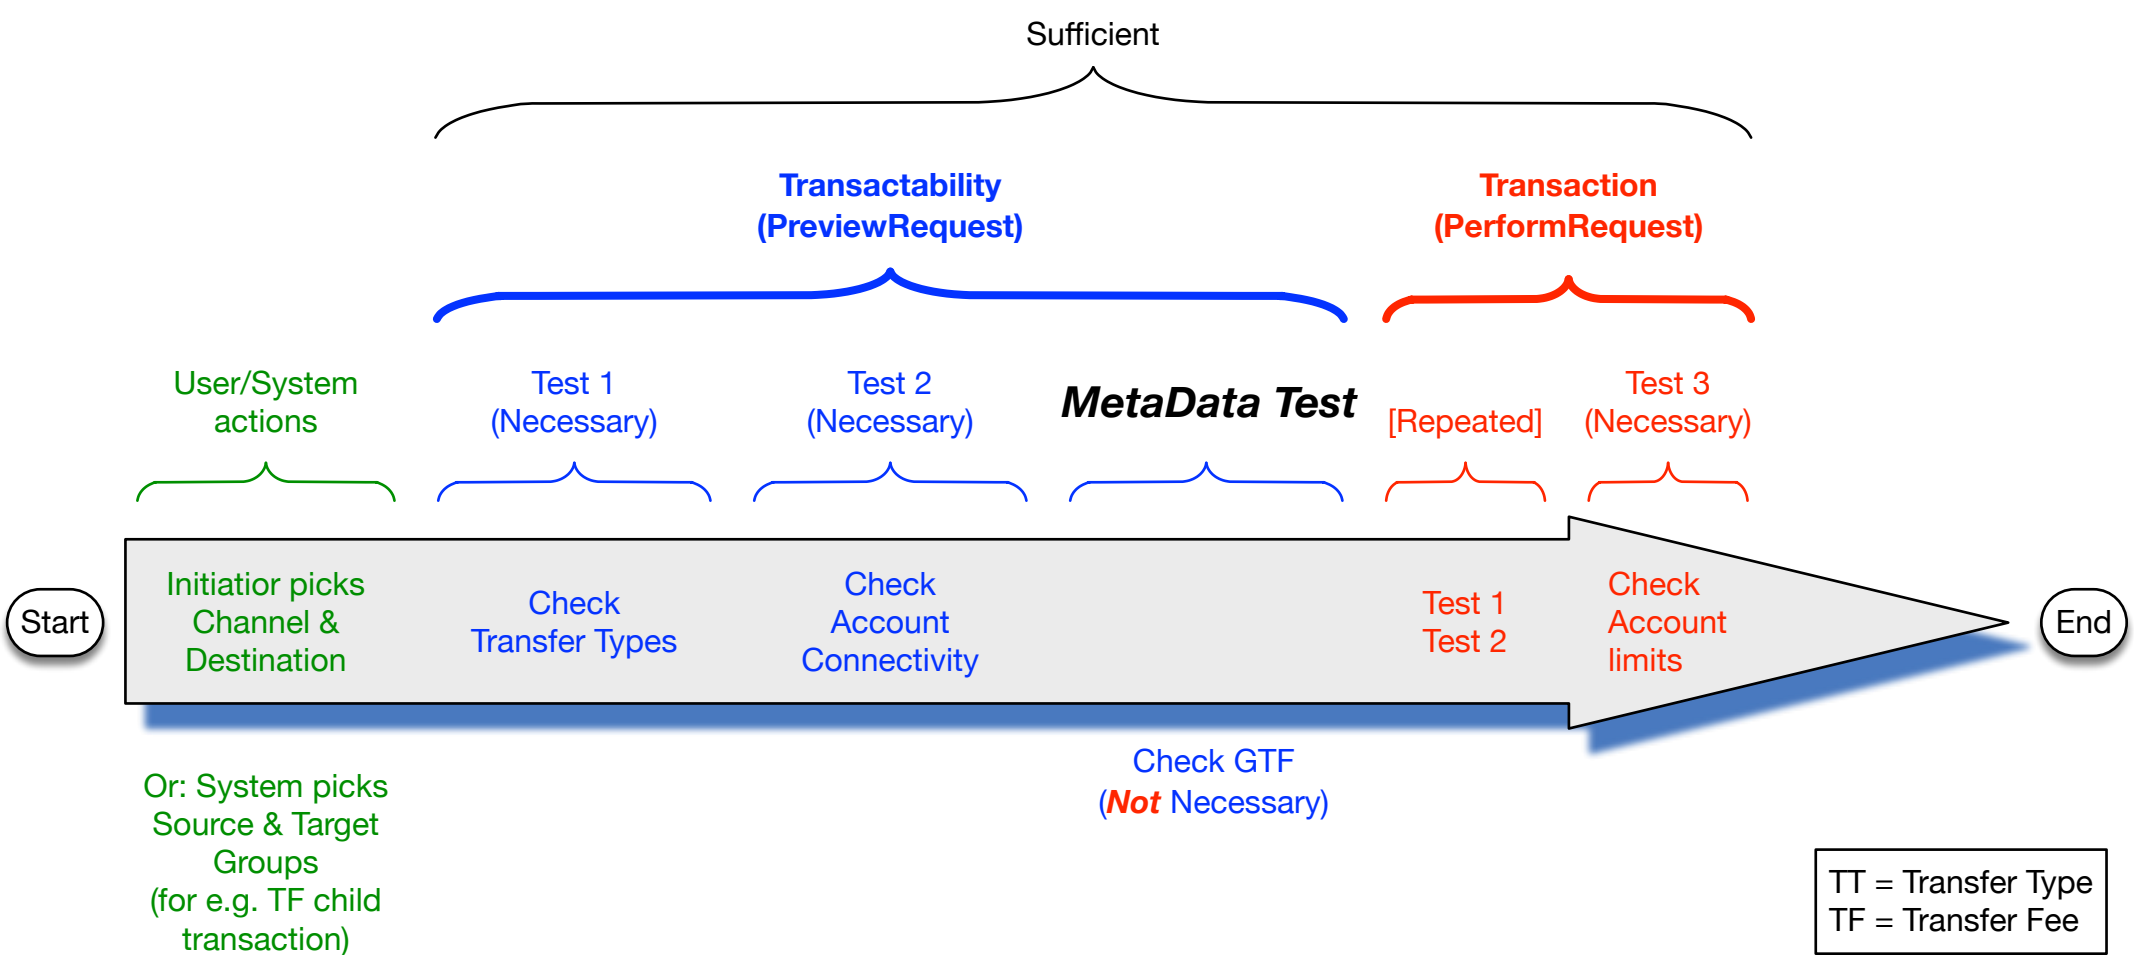 Sufficient
Transactability
(PreviewRequest)
Transaction
(PerformRequest)
User/System
actions
Test 1
(Necessary)
Test 2
(Necessary)
MetaData Test
[Repeated]
Test 3
(Necessary)
Start
Initiatior picks
Channel &
Destination
Check
Transfer Types
Check
Account
Connectivity
Test 1
Test 2
Check
Account
limits
End
Check GTF
(Not Necessary)
Or: System picks
Source & Target
Groups
(for e.g. TF child
transaction)
TT = Transfer Type
TF = Transfer Fee